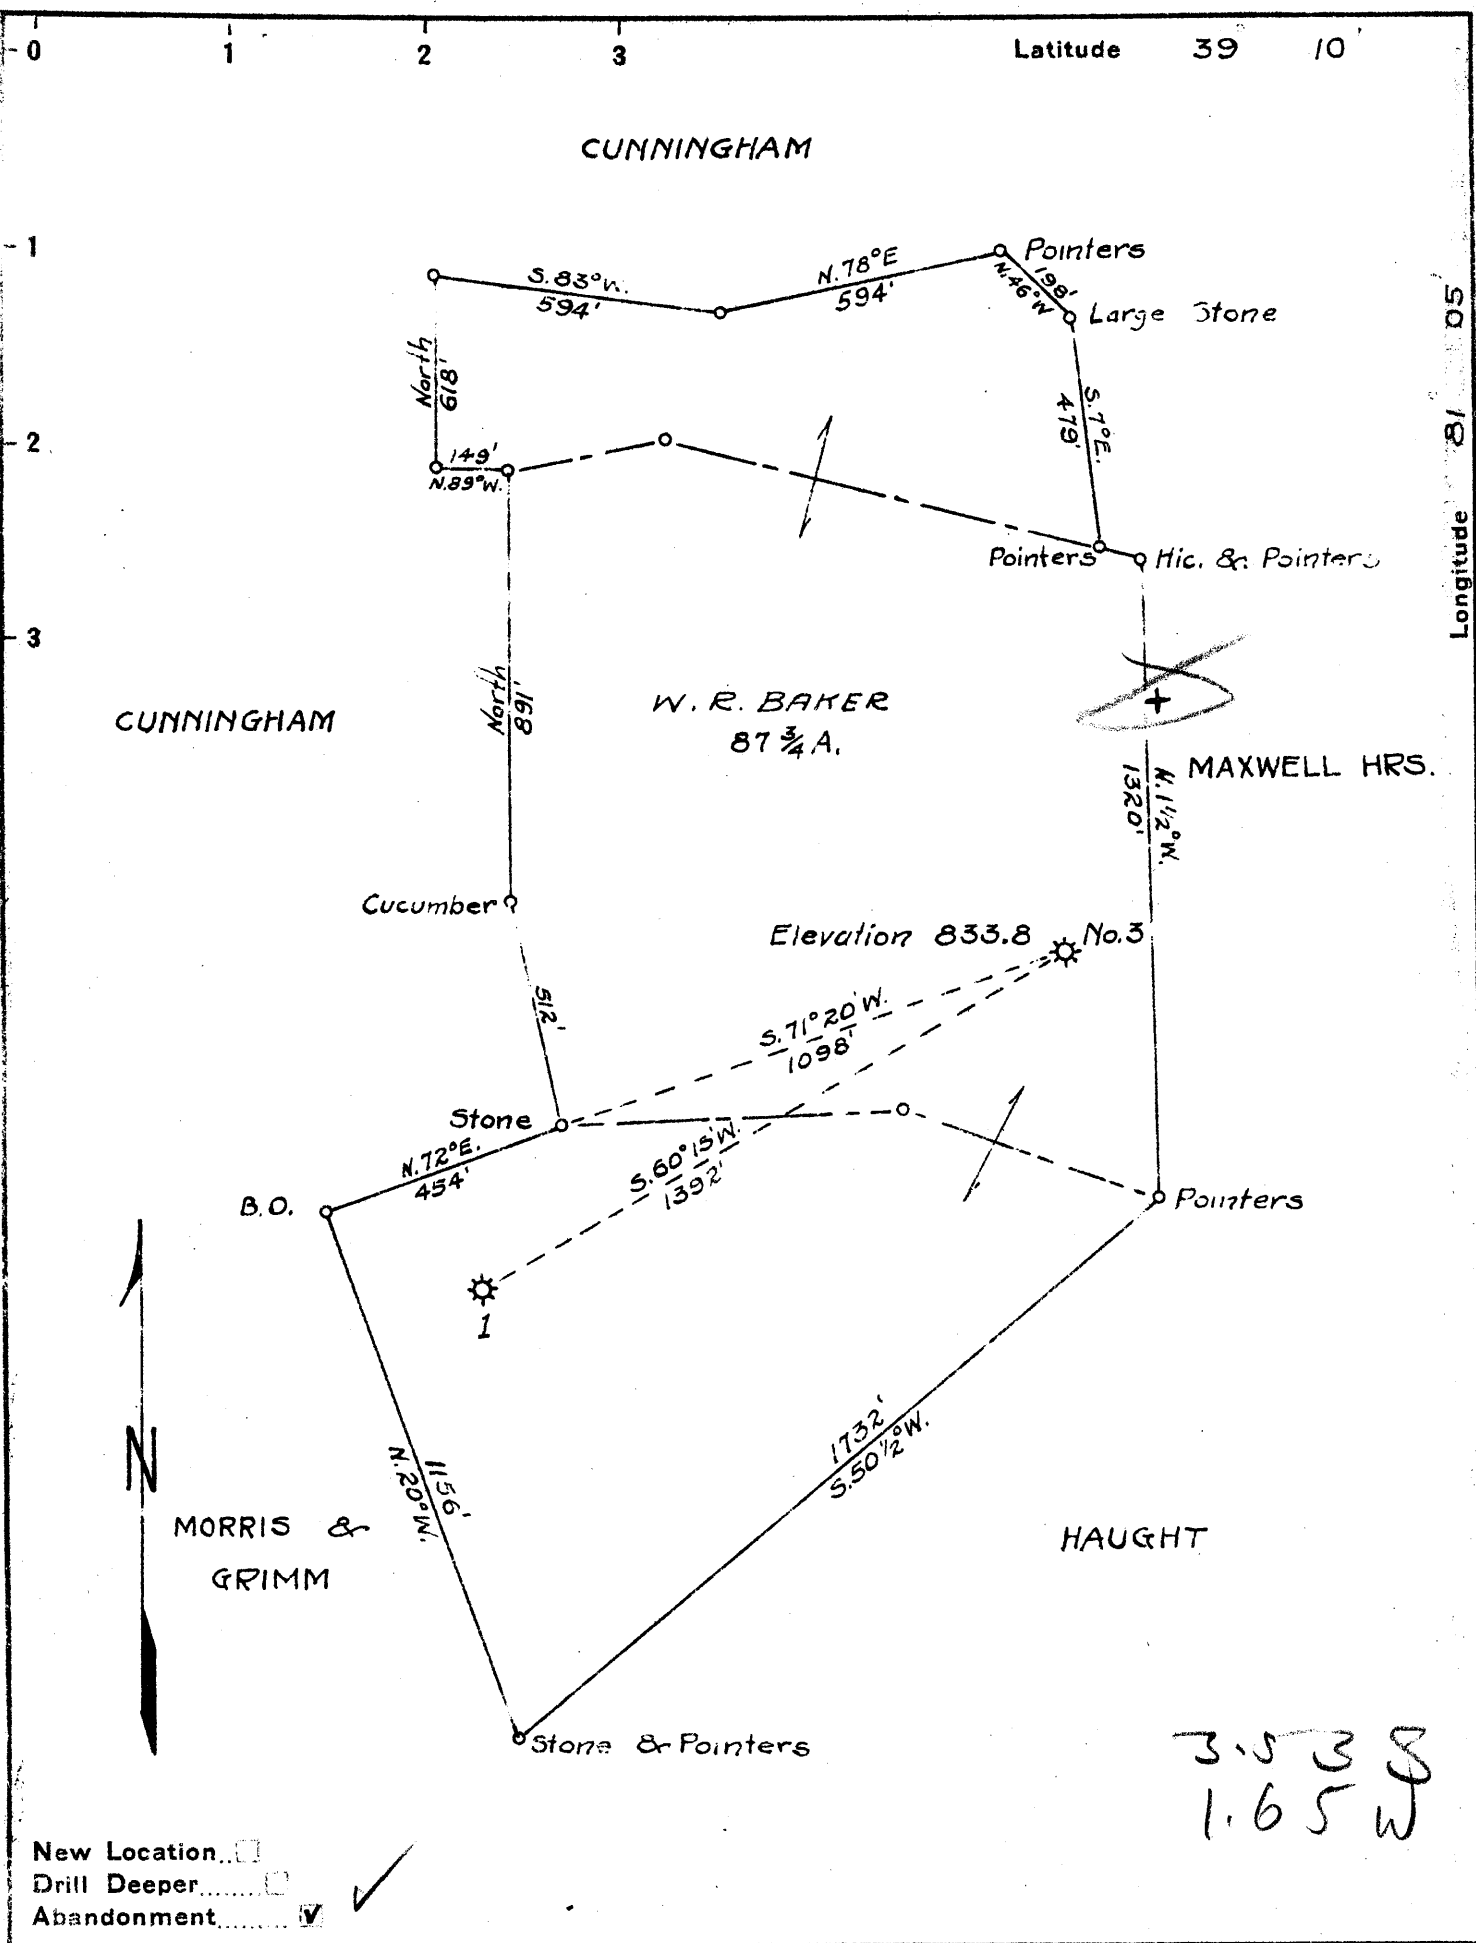 0 1 2 3 Latitude 39 10'
CUNNINGHAM
1
Pointers
S.83°W.
594'
N.78°E
594'
198'
N.46°W
Large Stone
North
618'
S.7°E.
479'
Longitude 81 05
2
149'
N.89°W.
Pointers
Hic. & Pointers
3
North
891'
W. R. BAKER
87 3/4 A.
CUNNINGHAM
+
MAXWELL HRS.
N.1 1/2°W.
1320'
Cucumber
Elevation 833.8
No.3
512'
S.71°20'W.
1098'
Stone
N.72°E.
454'
S.60°15'W.
1392'
B.O.
Pointers
1
N
1732'
S.50 1/2°W.
1156'
N.20°W.
MORRIS &
GRIMM
HAUGHT
Stone & Pointers
3.53 S
1.65 W
New Location
Drill Deeper
Abandonment